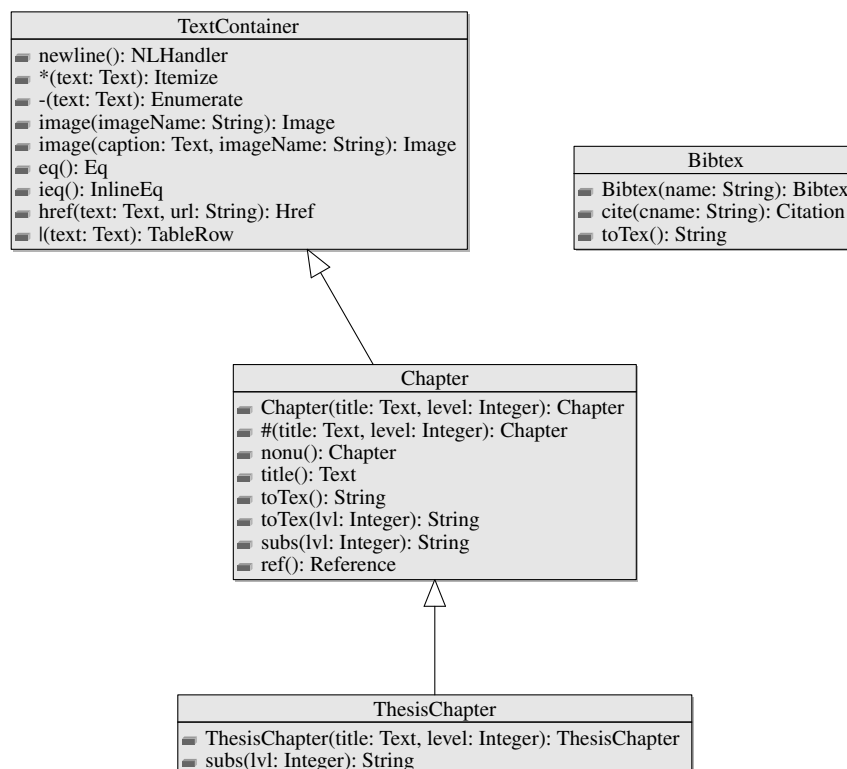 TextContainer
newline(): NLHandler
*(text: Text): Itemize
-(text: Text): Enumerate
image(imageName: String): Image
image(caption: Text, imageName: String): Image
eq(): Eq
ieq(): InlineEq
href(text: Text, url: String): Href
|(text: Text): TableRow
Bibtex
Bibtex(name: String): Bibtex
cite(cname: String): Citation
toTex(): String
Chapter
Chapter(title: Text, level: Integer): Chapter
#(title: Text, level: Integer): Chapter
nonu(): Chapter
title(): Text
toTex(): String
toTex(lvl: Integer): String
subs(lvl: Integer): String
ref(): Reference
ThesisChapter
ThesisChapter(title: Text, level: Integer): ThesisChapter
subs(lvl: Integer): String